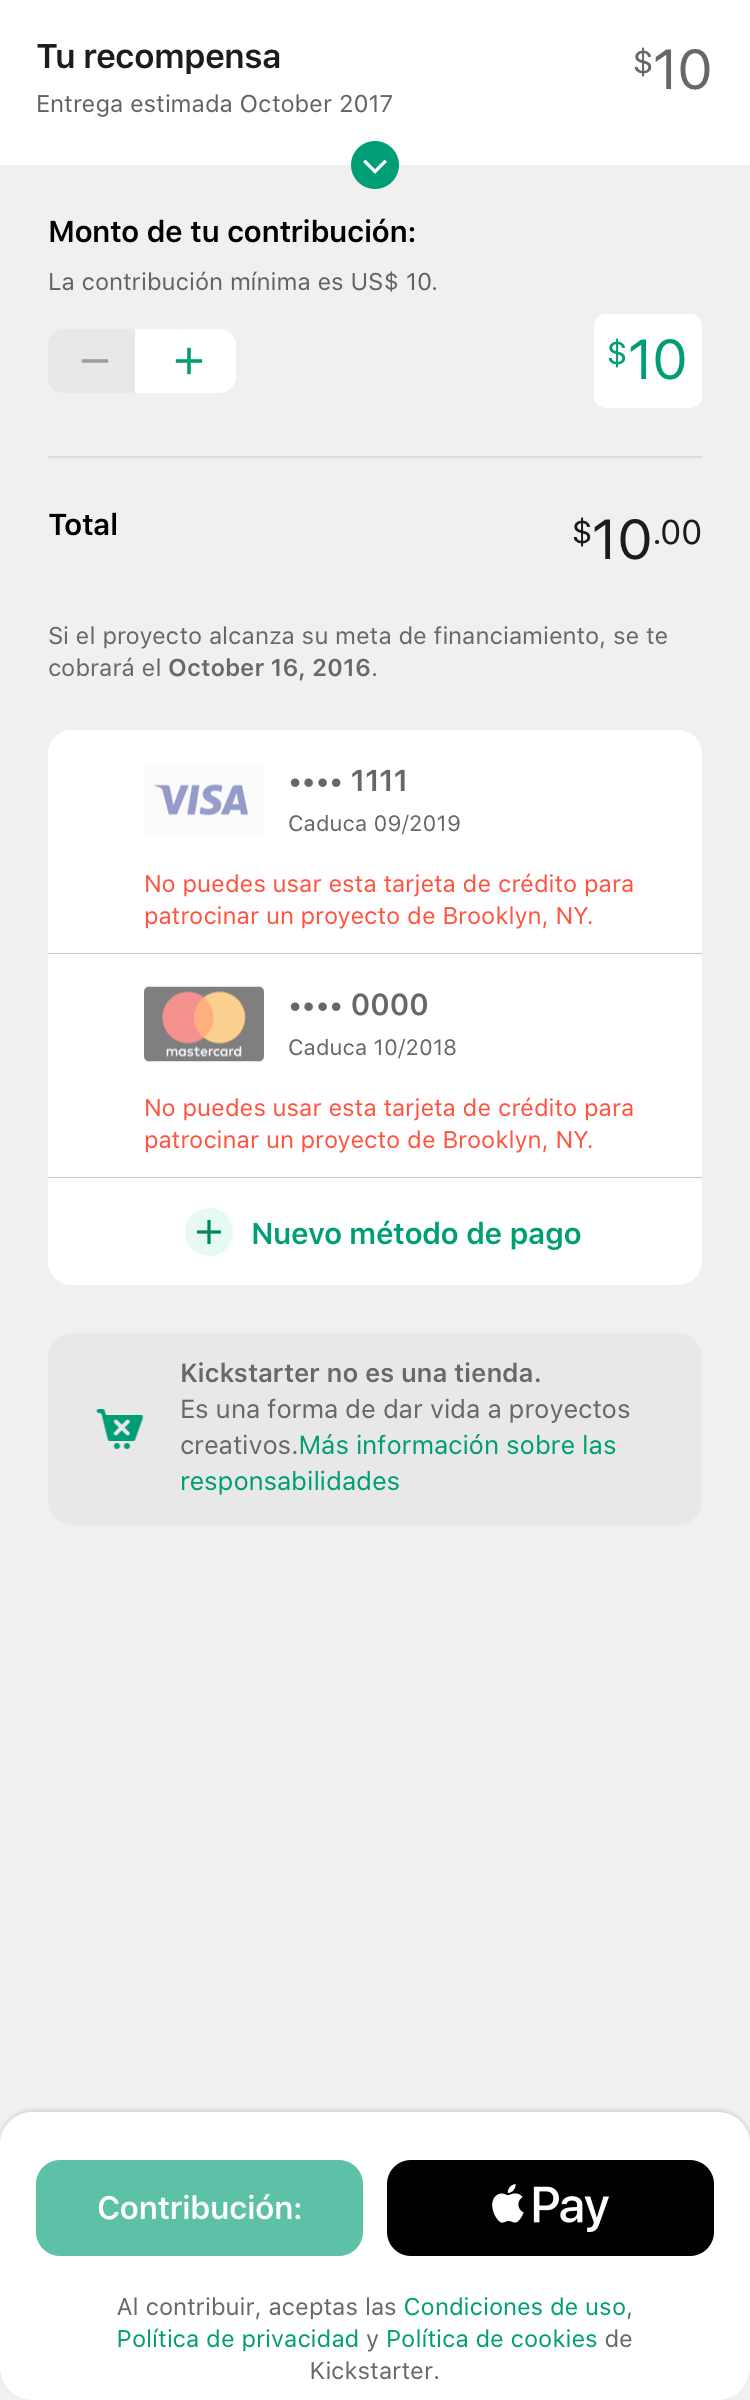 Tu recompensa
$10
Entrega estimada October 2017
Monto de tu contribución:
La contribución mínima es US$ 10.
$10
Total
$10.00
Si el proyecto alcanza su meta de financiamiento, se te
cobrará el October 16, 2016.
VISA
•••• 1111
Caduca 09/2019
No puedes usar esta tarjeta de crédito para
patrocinar un proyecto de Brooklyn, NY.
mastercard
•••• 0000
Caduca 10/2018
No puedes usar esta tarjeta de crédito para
patrocinar un proyecto de Brooklyn, NY.
Nuevo método de pago
Kickstarter no es una tienda.
Es una forma de dar vida a proyectos
creativos.Más información sobre las
responsabilidades
Contribución:
Pay
Al contribuir, aceptas las Condiciones de uso,
Política de privacidad y Política de cookies de
Kickstarter.